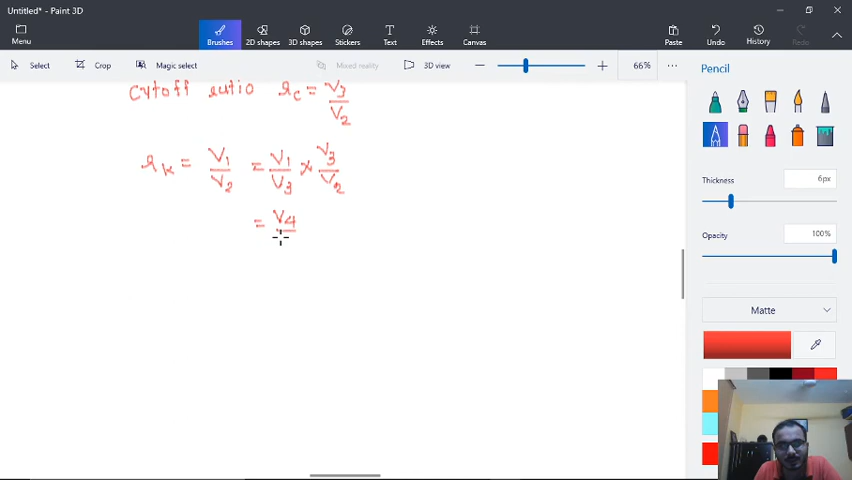 Untitled* - Paint 3D
Menu
Brushes
2D shapes
3D shapes
Stickers
Text
Effects
Canvas
Paste
Undo
History
Redo
Select
Crop
Magic select
Mixed reality
3D view
66%
Pencil
Thickness
6px
Opacity
100%
Matte
Cutoff ratio rc = V3/V2
rk = V1/V2 = V1/V3 × V3/V2
= V4/